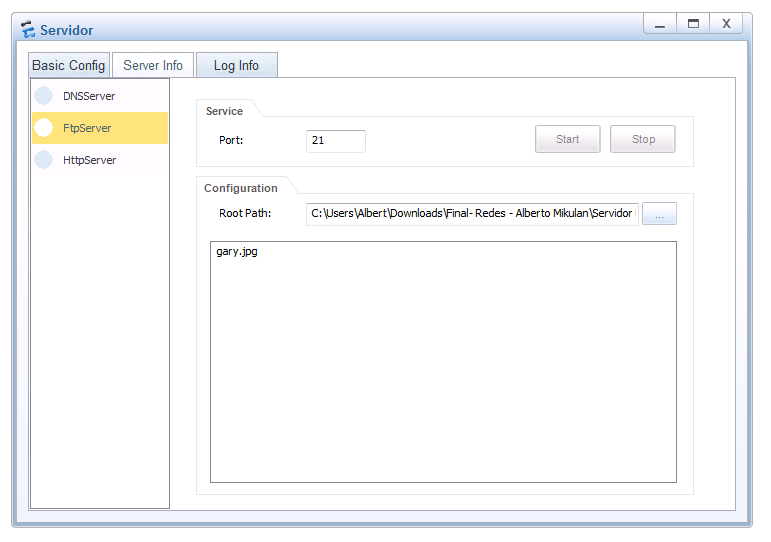 Servidor
Basic Config Server Info Log Info
DNSServer
FtpServer
HttpServer
Service
Port: 21 Start Stop
Configuration
Root Path: C:\Users\Albert\Downloads\Final- Redes - Alberto Mikulan\Servidor ...
gary.jpg